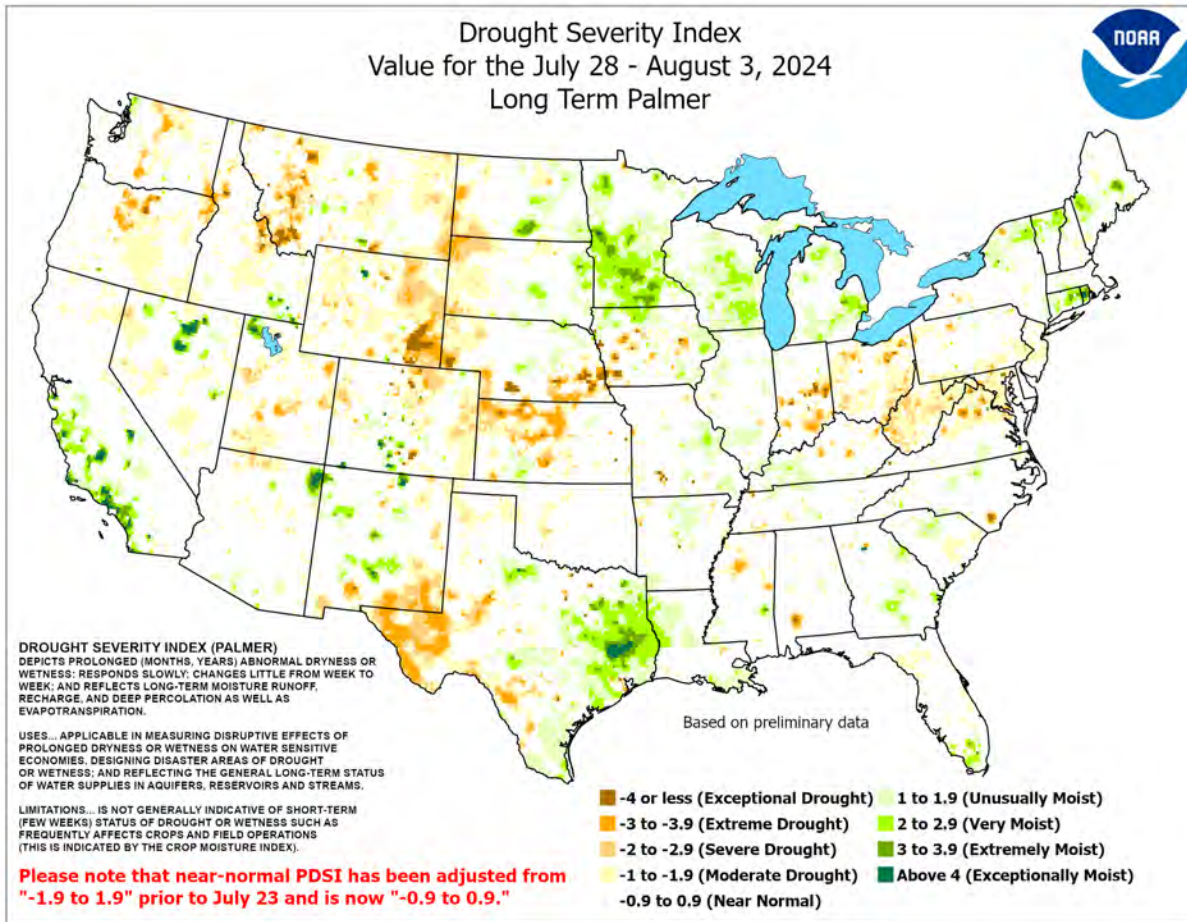 Drought Severity Index
Value for the July 28 - August 3, 2024
Long Term Palmer
NOAA
DROUGHT SEVERITY INDEX (PALMER)
DEPICTS PROLONGED (MONTHS, YEARS) ABNORMAL DRYNESS OR
WETNESS: RESPONDS SLOWLY; CHANGES LITTLE FROM WEEK TO
WEEK; AND REFLECTS LONG-TERM MOISTURE RUNOFF,
RECHARGE, AND DEEP PERCOLATION AS WELL AS
EVAPOTRANSPIRATION.
USES... APPLICABLE IN MEASURING DISRUPTIVE EFFECTS OF
PROLONGED DRYNESS OR WETNESS ON WATER SENSITIVE
ECONOMIES. DESIGNING DISASTER AREAS OF DROUGHT
OR WETNESS; AND REFLECTING THE GENERAL LONG-TERM STATUS
OF WATER SUPPLIES IN AQUIFERS, RESERVOIRS AND STREAMS.
LIMITATIONS... IS NOT GENERALLY INDICATIVE OF SHORT-TERM
(FEW WEEKS) STATUS OF DROUGHT OR WETNESS SUCH AS
FREQUENTLY AFFECTS CROPS AND FIELD OPERATIONS
(THIS IS INDICATED BY THE CROP MOISTURE INDEX).
Please note that near-normal PDSI has been adjusted from
"-1.9 to 1.9" prior to July 23 and is now "-0.9 to 0.9."
Based on preliminary data
-4 or less (Exceptional Drought)
-3 to -3.9 (Extreme Drought)
-2 to -2.9 (Severe Drought)
-1 to -1.9 (Moderate Drought)
-0.9 to 0.9 (Near Normal)
1 to 1.9 (Unusually Moist)
2 to 2.9 (Very Moist)
3 to 3.9 (Extremely Moist)
Above 4 (Exceptionally Moist)